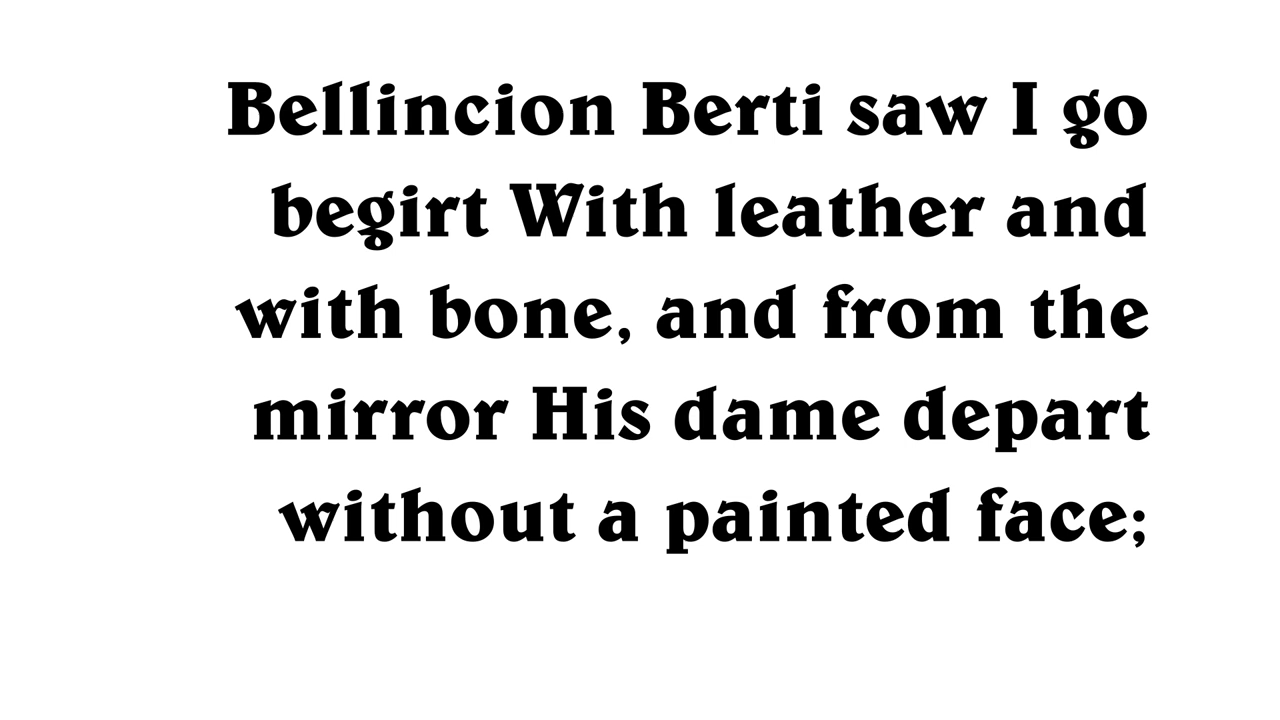 Bellincion Berti saw I go
begirt With leather and
with bone, and from the
mirror His dame depart
without a painted face;